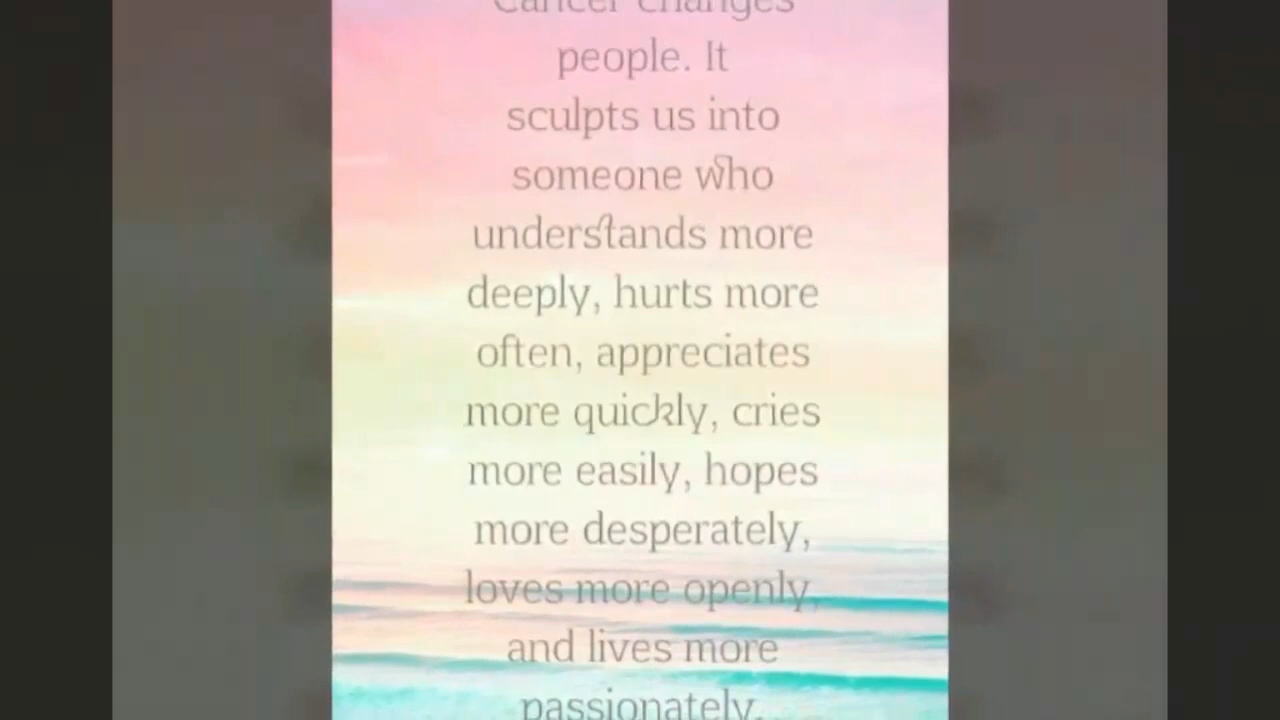 Cancer changes
people. It
sculpts us into
someone who
understands more
deeply, hurts more
often, appreciates
more quickly, cries
more easily, hopes
more desperately,
loves more openly,
and lives more
passionately.